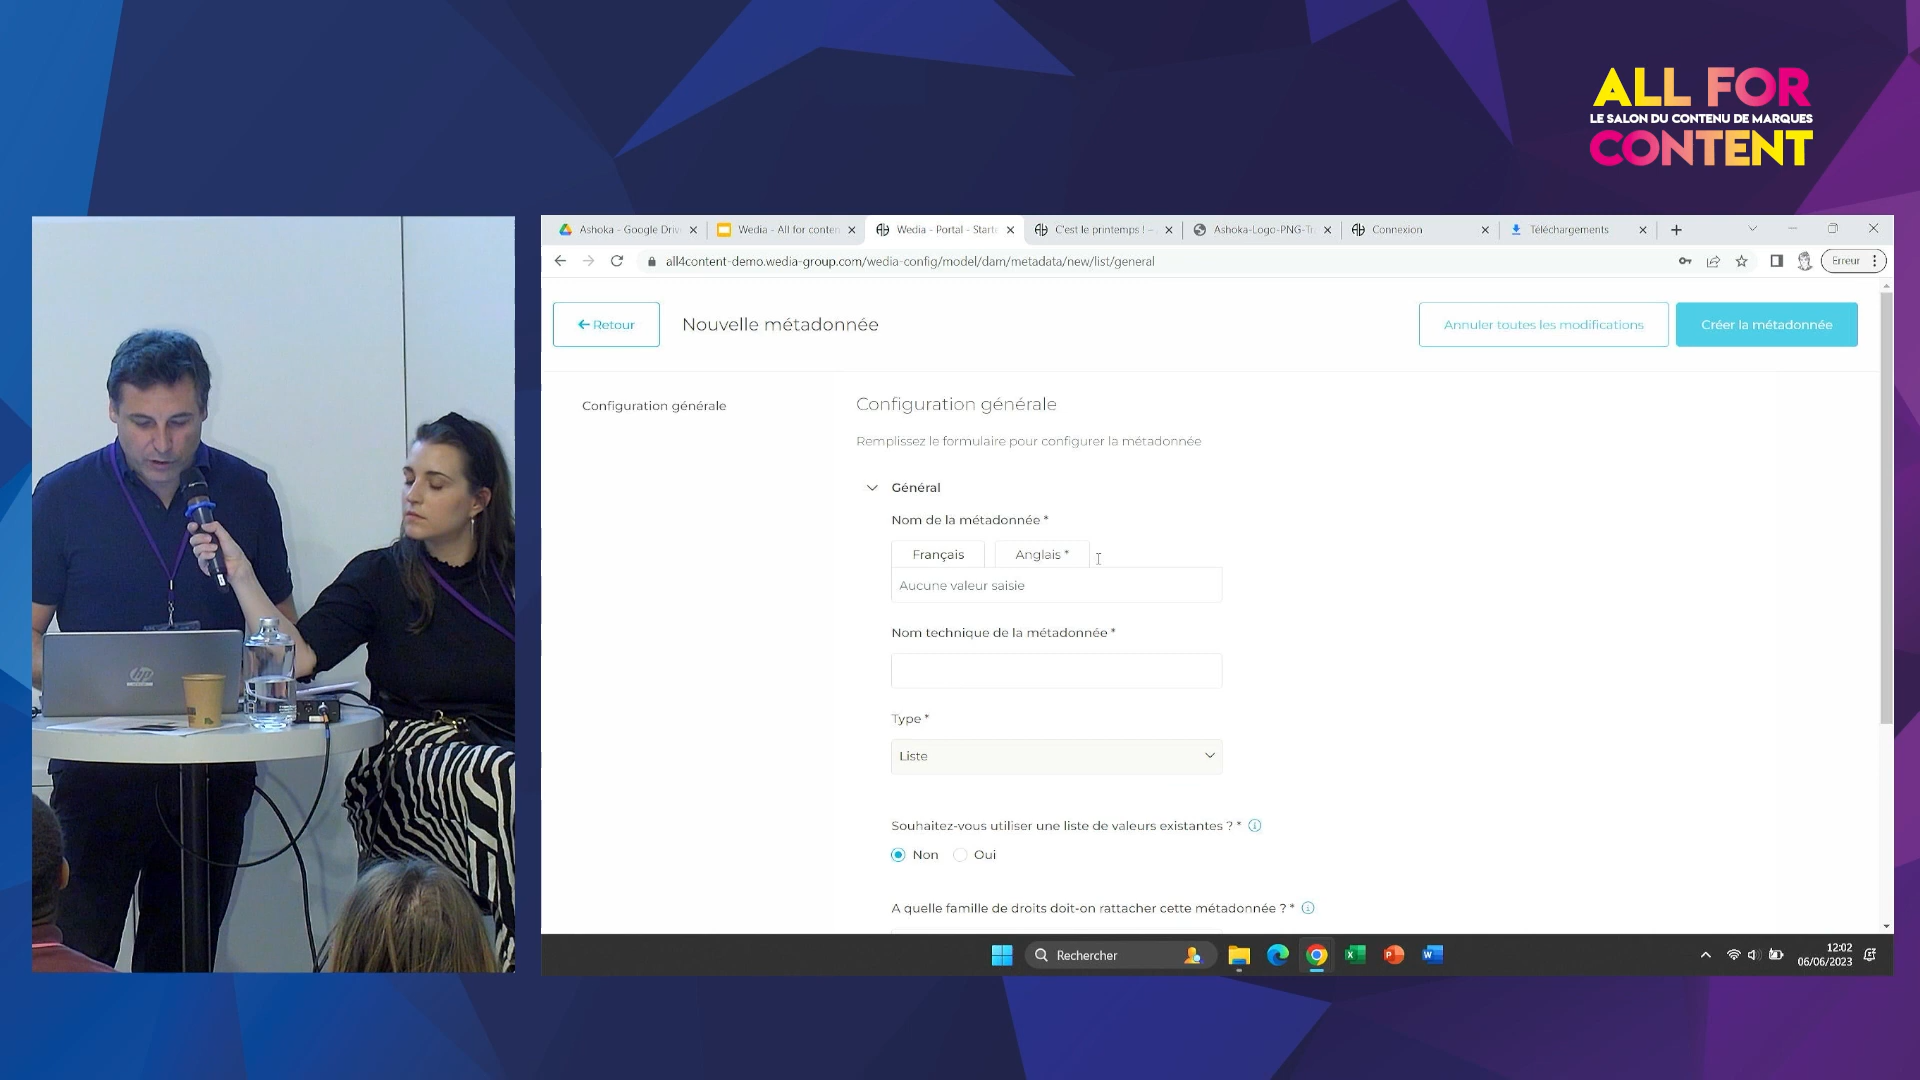 ALL FOR
LE SALON DU CONTENU DE MARQUES
CONTENT
Ashoka - Google Driv
Wedia - All for conten
Wedia - Portal - Start
C'est le printemps ! –
Ashoka-Logo-PNG-Tr
Connexion
Téléchargements
all4content-demo.wedia-group.com/wedia-config/model/dam/metadata/new/list/general
Erreur
Retour
Nouvelle métadonnée
Annuler toutes les modifications
Créer la métadonnée
Configuration générale
Configuration générale
Remplissez le formulaire pour configurer la métadonnée
Général
Nom de la métadonnée *
Français
Anglais *
Aucune valeur saisie
Nom technique de la métadonnée *
Type *
Liste
Souhaitez-vous utiliser une liste de valeurs existantes ? *
Non
Oui
A quelle famille de droits doit-on rattacher cette métadonnée ? *
Rechercher
12:02
06/06/2023
hp